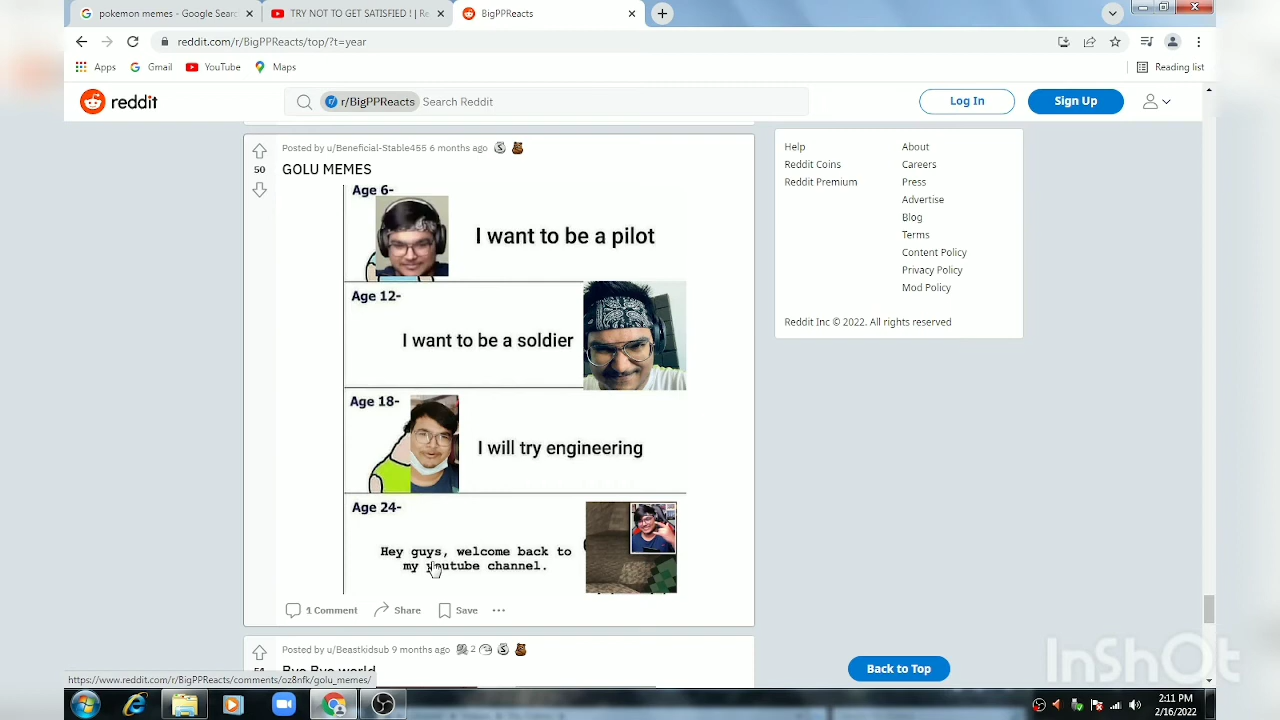 pokemon memes - Google Searc
TRY NOT TO GET SATISFIED ! | Re
BigPPReacts
reddit.com/r/BigPPReacts/top/?t=year
Apps
Gmail
YouTube
Maps
Reading list
reddit
r/BigPPReacts
Search Reddit
Log In
Sign Up
Posted by u/Beneficial-Stable455 6 months ago
50
GOLU MEMES
Age 6-
I want to be a pilot
Age 12-
I want to be a soldier
Age 18-
I will try engineering
Age 24-
Hey guys, welcome back to
my youtube channel.
1 Comment
Share
Save
Help
About
Reddit Coins
Careers
Reddit Premium
Press
Advertise
Blog
Terms
Content Policy
Privacy Policy
Mod Policy
Reddit Inc © 2022. All rights reserved
Posted by u/Beastkidsub 9 months ago
2
Bye Bye world
Back to Top
https://www.reddit.com/r/BigPPReacts/comments/oz8nfk/golu_memes/
InShOt
2:11 PM
2/16/2022